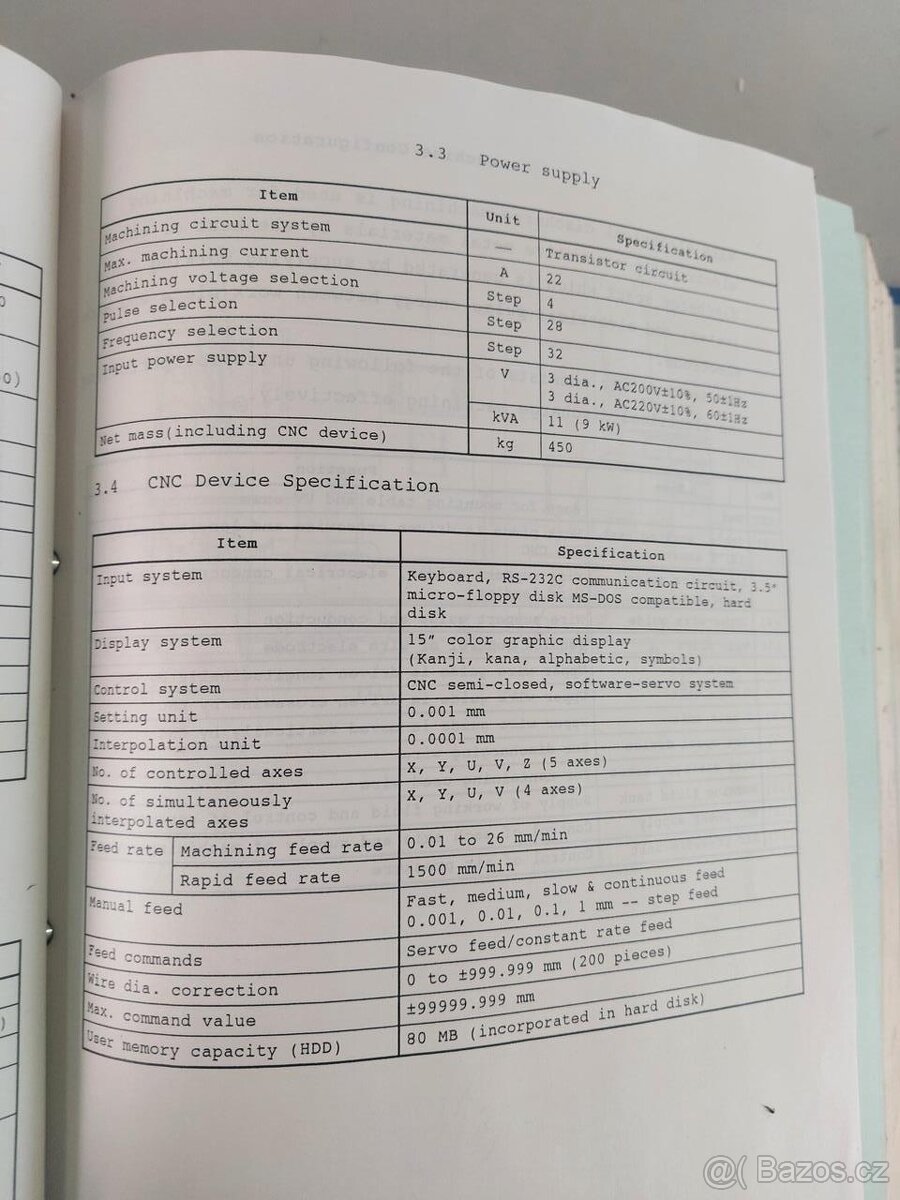 3.3 Power supply
Item Unit Specification
Machining circuit system — Transistor circuit
Max. machining current A 22
Machining voltage selection Step 4
Pulse selection Step 28
Frequency selection Step 32
Input power supply V 3 dia., AC200V±10%, 50±1Hz
3 dia., AC220V±10%, 60±1Hz
kVA 11 (9 kW)
Net mass(including CNC device) kg 450
3.4 CNC Device Specification
Item Specification
Input system Keyboard, RS-232C communication circuit, 3.5"
micro-floppy disk MS-DOS compatible, hard
disk
Display system 15" color graphic display
(Kanji, kana, alphabetic, symbols)
Control system CNC semi-closed, software-servo system
Setting unit 0.001 mm
Interpolation unit 0.0001 mm
No. of controlled axes X, Y, U, V, Z (5 axes)
No. of simultaneously X, Y, U, V (4 axes)
interpolated axes
Feed rate Machining feed rate 0.01 to 26 mm/min
Rapid feed rate 1500 mm/min
Manual feed Fast, medium, slow & continuous feed
0.001, 0.01, 0.1, 1 mm -- step feed
Feed commands Servo feed/constant rate feed
Wire dia. correction 0 to ±999.999 mm (200 pieces)
Max. command value ±99999.999 mm
User memory capacity (HDD) 80 MB (incorporated in hard disk)
@( Bazos.cz